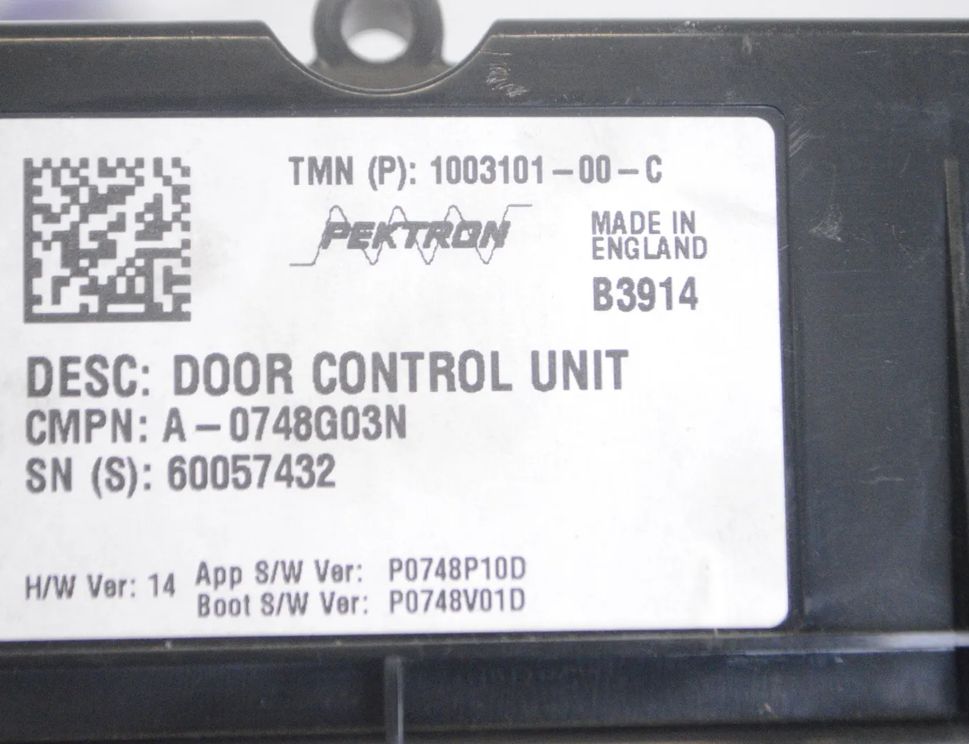 TMN (P): 1003101-00-C
PEKTRON
MADE IN
ENGLAND
B3914
DESC: DOOR CONTROL UNIT
CMPN: A-0748G03N
SN (S): 60057432
H/W Ver: 14
App S/W Ver: P0748P10D
Boot S/W Ver: P0748V01D